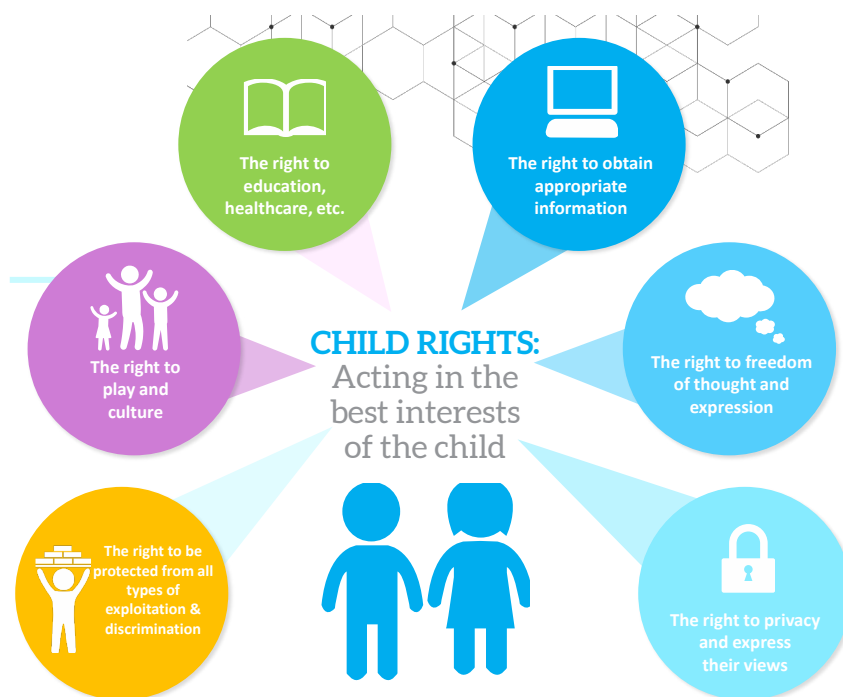 The right to
education,
healthcare, etc.
The right to obtain
appropriate
information
The right to
play and
culture
CHILD RIGHTS:
Acting in the
best interests
of the child
The right to freedom
of thought and
expression
The right to be
protected from all
types of
exploitation &
discrimination
The right to privacy
and express
their views